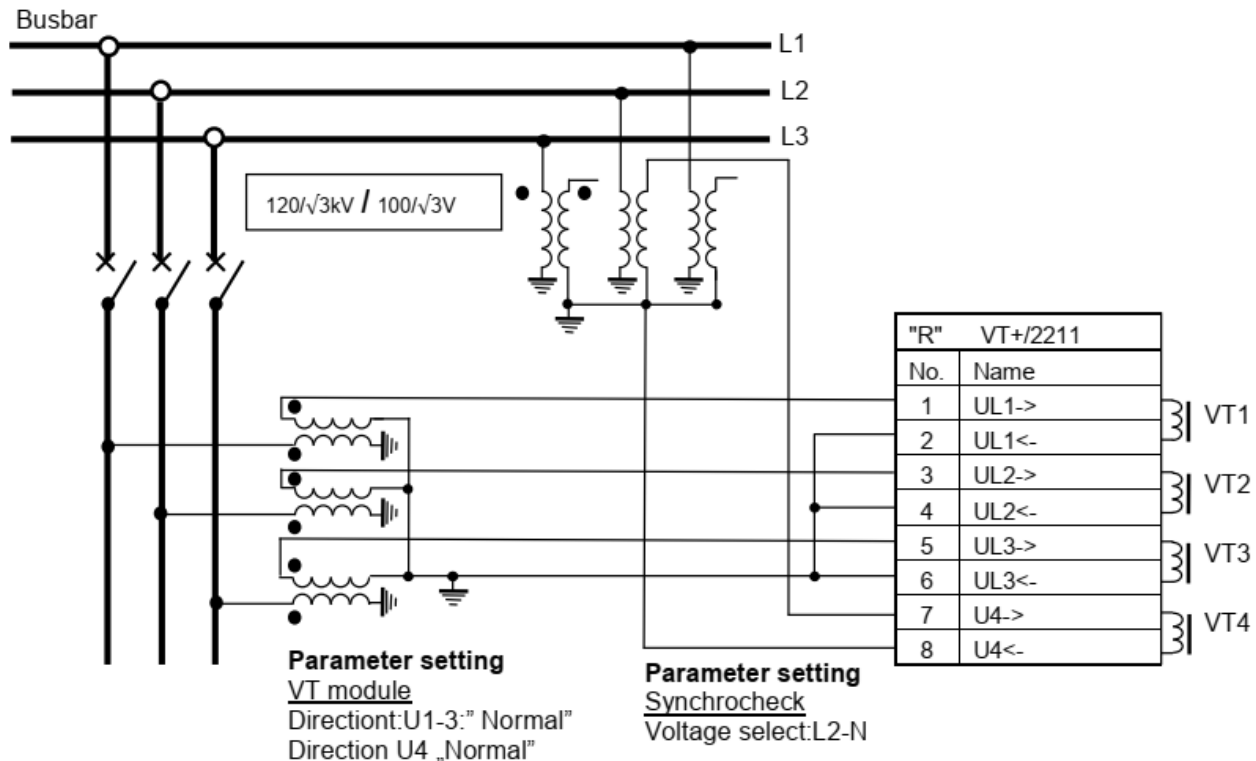 Busbar
L1
L2
L3
120/√3kV / 100/√3V
"R" VT+/2211
No. Name
1 UL1->
2 UL1<-
3 UL2->
4 UL2<-
5 UL3->
6 UL3<-
7 U4->
8 U4<-
VT1
VT2
VT3
VT4
Parameter setting
VT module
Directiont:U1-3:” Normal”
Direction U4 „Normal”
Parameter setting
Synchrocheck
Voltage select:L2-N